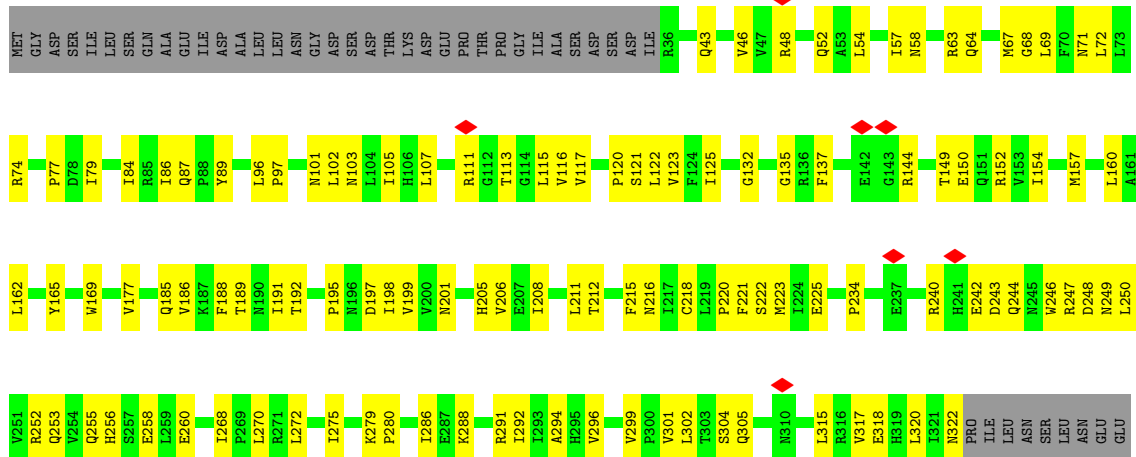 MET GLY ASP SER ILE LEU SER GLN ALA GLU ILE ASP ALA LEU LEU ASN GLY ASP SER ASP THR LYS ASP GLU PRO THR PRO GLY ILE ALA SER ASP SER ASP ILE R36 Q43 V46 V47 R48 Q52 A53 L54 I57 N58 R63 Q64 M67 G68 L69 F70 N71 L72 L73
R74 P77 D78 I79 I84 R85 I86 Q87 P88 Y89 L96 P97 N101 L102 N103 L104 I105 H106 L107 R111 G112 T113 G114 L115 V116 V117 P120 S121 L122 V123 F124 I125 G132 G135 R136 F137 E142 G143 R144 T149 E150 Q151 R152 V153 I154 M157 L160 A161
L162 Y165 W169 V177 Q185 V186 K187 F188 T189 N190 I191 T192 P195 N196 D197 I198 V199 V200 N201 H205 V206 E207 I208 L211 T212 F215 N216 I217 C218 L219 P220 F221 S222 M223 I224 E225 P234 E237 R240 H241 E242 D243 Q244 N245 W246 R247 D248 N249 L250
V251 R252 Q253 V254 Q255 H256 S257 E258 L259 E260 I268 P269 L270 R271 L272 I275 K279 P280 I286 E287 K288 R291 I292 I293 A294 H295 V296 V299 P300 V301 L302 T303 S304 Q305 N310 L315 R316 V317 E318 H319 L320 I321 N322 PRO ILE LEU ASN SER LEU ASN GLU GLU